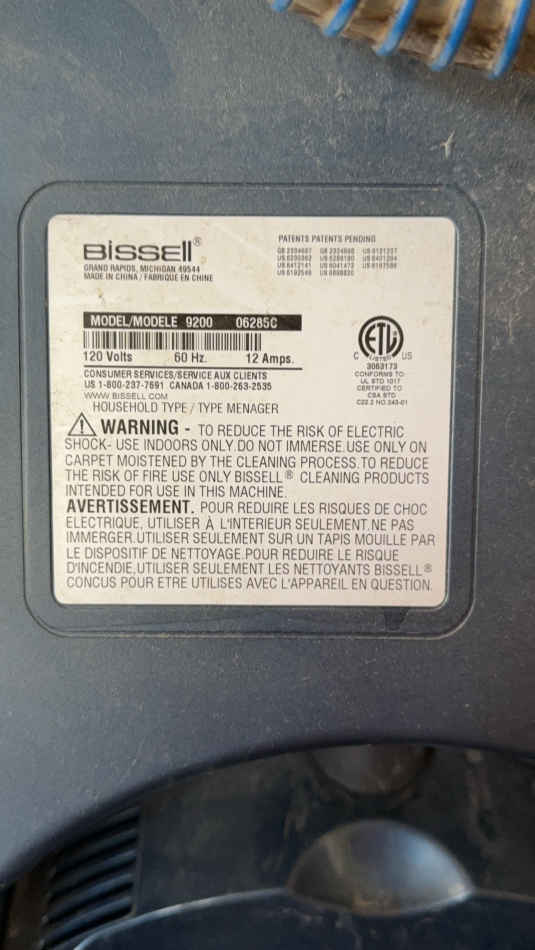 BISSELL®
GRAND RAPIDS, MICHIGAN 49544
MADE IN CHINA / FABRIQUE EN CHINE
PATENTS PATENTS PENDING
MODEL/MODELE 9200 06285C
120 Volts 60 Hz. 12 Amps.
CONSUMER SERVICES/SERVICE AUX CLIENTS
US 1-800-237-7691 CANADA 1-800-263-2535
WWW.BISSELL.COM
HOUSEHOLD TYPE / TYPE MENAGER
ETL
LISTED
C US
3063173
CONFORMS TO
UL STD 1017
CERTIFIED TO
CSA STD
C22.2 NO.243-01
WARNING - TO REDUCE THE RISK OF ELECTRIC
SHOCK- USE INDOORS ONLY.DO NOT IMMERSE.USE ONLY ON
CARPET MOISTENED BY THE CLEANING PROCESS.TO REDUCE
THE RISK OF FIRE USE ONLY BISSELL® CLEANING PRODUCTS
INTENDED FOR USE IN THIS MACHINE.
AVERTISSEMENT. POUR REDUIRE LES RISQUES DE CHOC
ELECTRIQUE, UTILISER À L'INTERIEUR SEULEMENT.NE PAS
IMMERGER.UTILISER SEULEMENT SUR UN TAPIS MOUILLE PAR
LE DISPOSITIF DE NETTOYAGE.POUR REDUIRE LE RISQUE
D'INCENDIE,UTILISER SEULEMENT LES NETTOYANTS BISSELL®
CONCUS POUR ETRE UTILISES AVEC L'APPAREIL EN QUESTION.